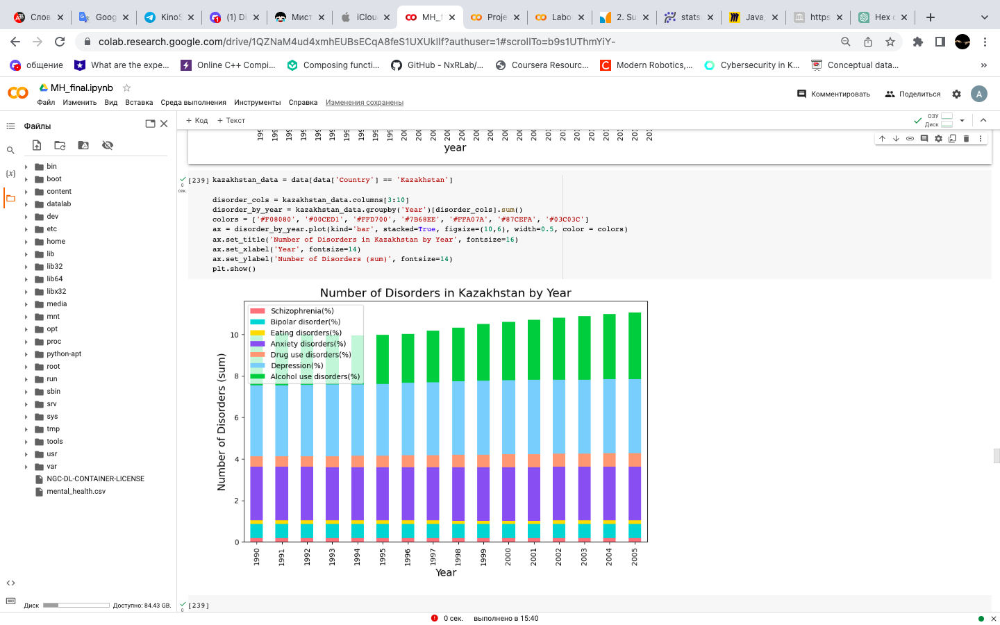 Слов
Goog
KinoS
(1) Di
Мист
iClou
MH_f
Proje
Labo
2. Su
stats
Java,
https
Hex c
colab.research.google.com/drive/1QZNaM4ud4xmhEUBsECqA8feS1UXUkIlf?authuser=1#scrollTo=b9s1UThmYiY-
общение
What are the expe...
Online C++ Compi...
Composing functi...
GitHub - NxRLab/...
Coursera Resourc...
Modern Robotics,...
Cybersecurity in K...
Conceptual data...
MH_final.ipynb
Комментировать
Поделиться
A
Файл Изменить Вид Вставка Среда выполнения Инструменты Справка Изменения сохранены
Файлы
+ Код + Текст
ОЗУ
Диск
{x}
bin
boot
content
datalab
dev
etc
home
lib
lib32
lib64
libx32
media
mnt
opt
proc
python-apt
root
run
sbin
srv
sys
tmp
tools
usr
var
NGC-DL-CONTAINER-LICENSE
mental_health.csv
Диск
Доступно: 84.43 GB.
year
0
сек.
[239]
kazakhstan_data = data[data['Country'] == 'Kazakhstan']
disorder_cols = kazakhstan_data.columns[3:10]
disorder_by_year = kazakhstan_data.groupby('Year')[disorder_cols].sum()
colors = ['#F08080', '#00CED1', '#FFD700', '#7B68EE', '#FFA07A', '#87CEFA', '#03C03C']
ax = disorder_by_year.plot(kind='bar', stacked=True, figsize=(10,6), width=0.5, color = colors)
ax.set_title('Number of Disorders in Kazakhstan by Year', fontsize=16)
ax.set_xlabel('Year', fontsize=14)
ax.set_ylabel('Number of Disorders (sum)', fontsize=14)
plt.show()
Number of Disorders in Kazakhstan by Year
Schizophrenia(%)
Bipolar disorder(%)
Eating disorders(%)
Anxiety disorders(%)
Drug use disorders(%)
Depression(%)
Alcohol use disorders(%)
Number of Disorders (sum)
10
8
6
4
2
0
1990 1991 1992 1993 1994 1995 1996 1997 1998 1999 2000 2001 2002 2003 2004 2005
Year
0
[239]
0 сек. выполнено в 15:40